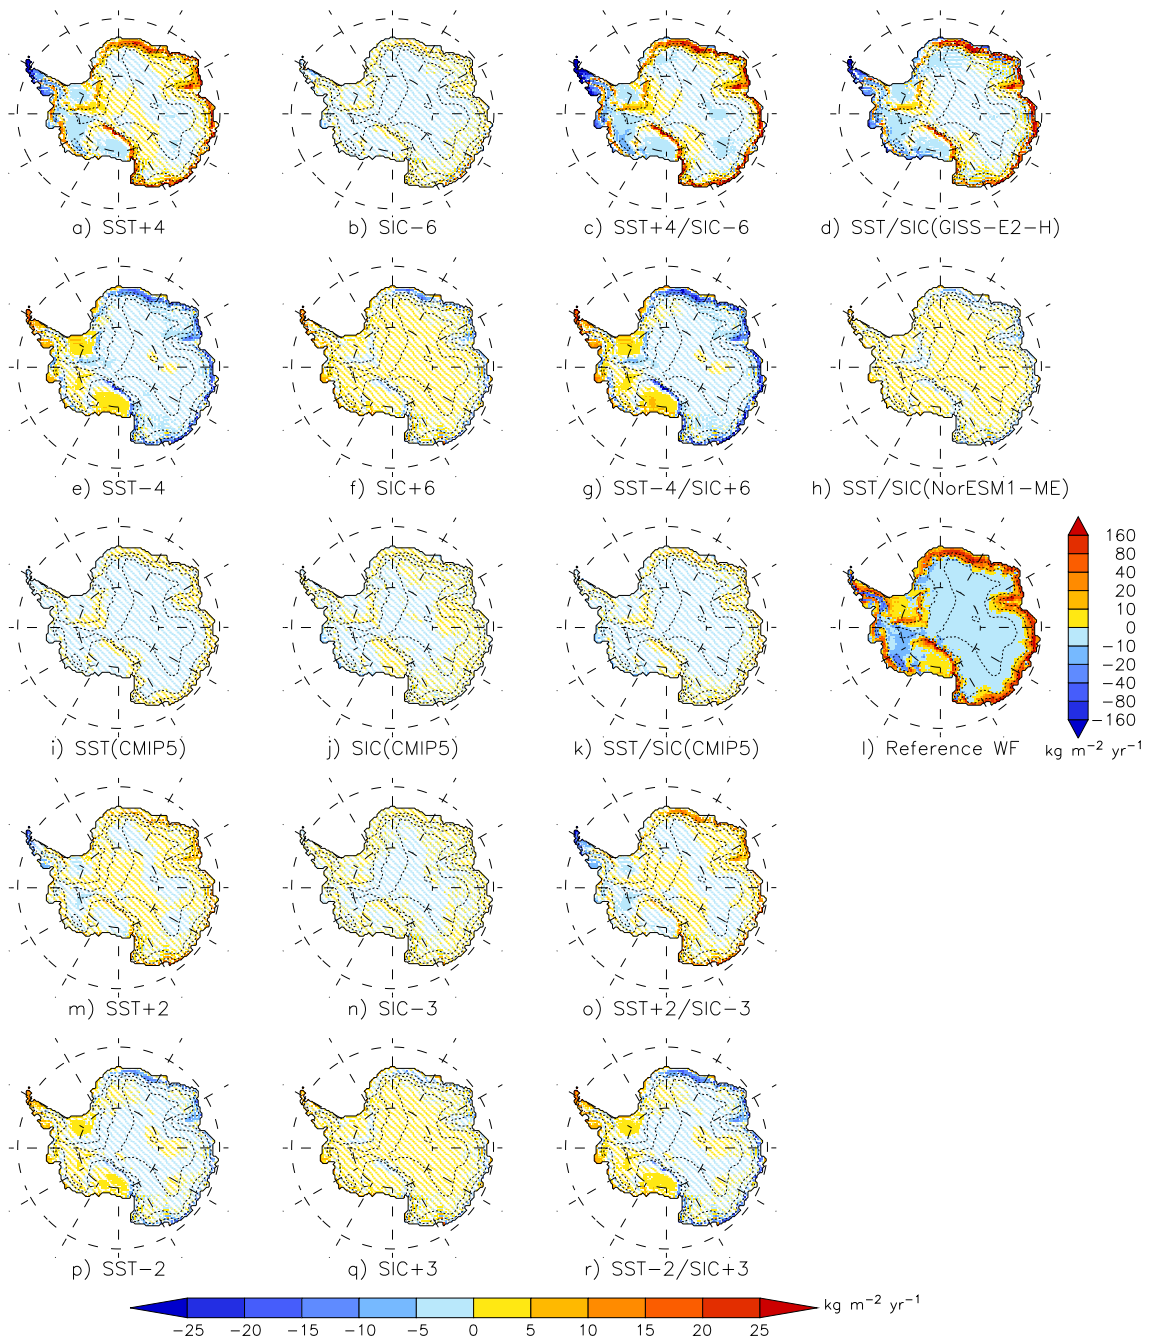 a) SST+4
b) SIC−6
c) SST+4/SIC−6
d) SST/SIC(GISS−E2−H)
e) SST−4
f) SIC+6
g) SST−4/SIC+6
h) SST/SIC(NorESM1−ME)
i) SST(CMIP5)
j) SIC(CMIP5)
k) SST/SIC(CMIP5)
l) Reference WF
160
80
40
20
10
0
−10
−20
−40
−80
−160
kg m−2 yr−1
m) SST+2
n) SIC−3
o) SST+2/SIC−3
p) SST−2
q) SIC+3
r) SST−2/SIC+3
−25 −20 −15 −10 −5 0 5 10 15 20 25
kg m−2 yr−1